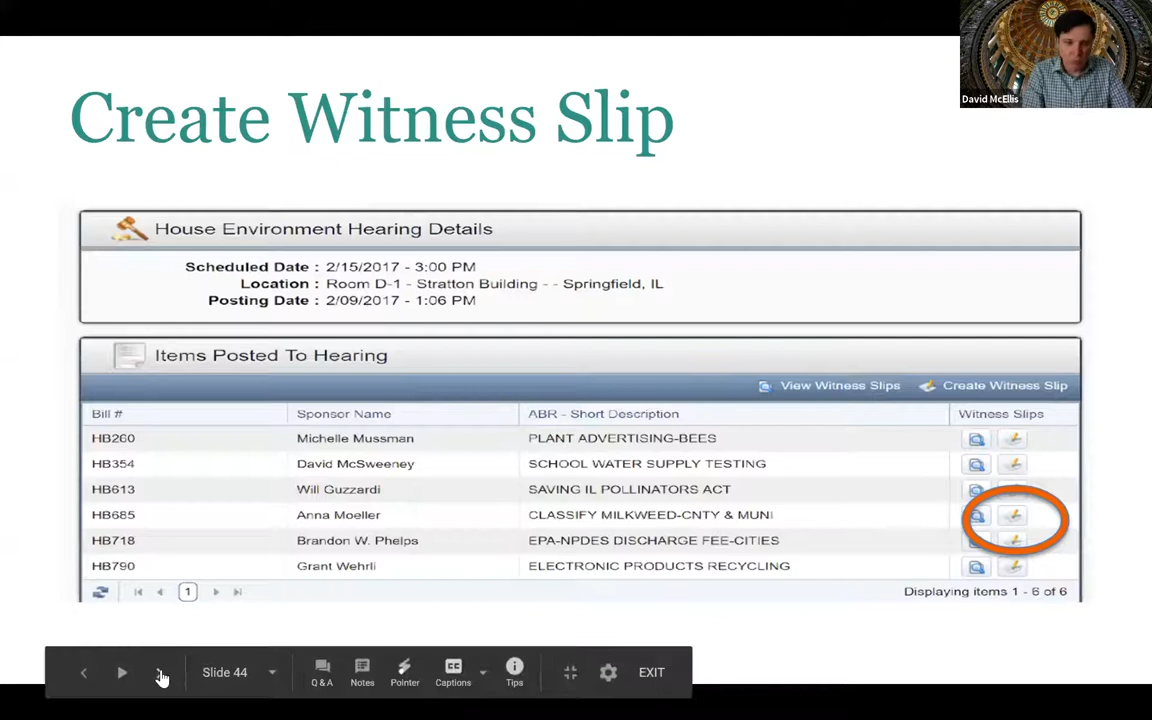 Create Witness Slip
David McEllis
House Environment Hearing Details
Scheduled Date : 2/15/2017 - 3:00 PM
Location : Room D-1 - Stratton Building - - Springfield, IL
Posting Date : 2/09/2017 - 1:06 PM
Items Posted To Hearing
View Witness Slips Create Witness Slip
Bill # Sponsor Name ABR - Short Description Witness Slips
HB260 Michelle Mussman PLANT ADVERTISING-BEES
HB354 David McSweeney SCHOOL WATER SUPPLY TESTING
HB613 Will Guzzardi SAVING IL POLLINATORS ACT
HB685 Anna Moeller CLASSIFY MILKWEED-CNTY & MUNI
HB718 Brandon W. Phelps EPA-NPDES DISCHARGE FEE-CITIES
HB790 Grant Wehrli ELECTRONIC PRODUCTS RECYCLING
1 Displaying items 1 - 6 of 6
Slide 44 Q & A Notes Pointer CC Captions Tips EXIT